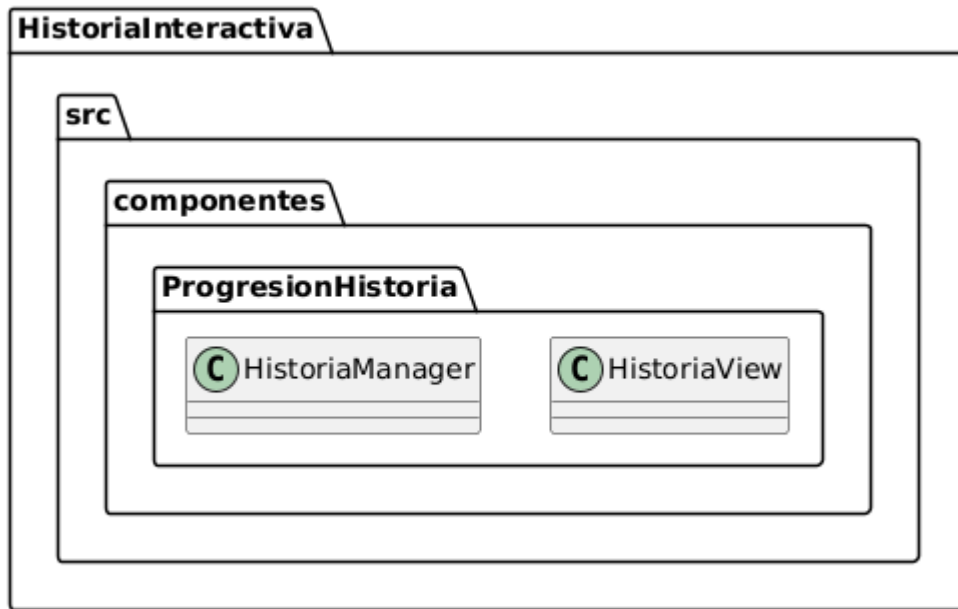 HistoriaInteractiva
src
componentes
ProgresionHistoria
C HistoriaManager
C HistoriaView